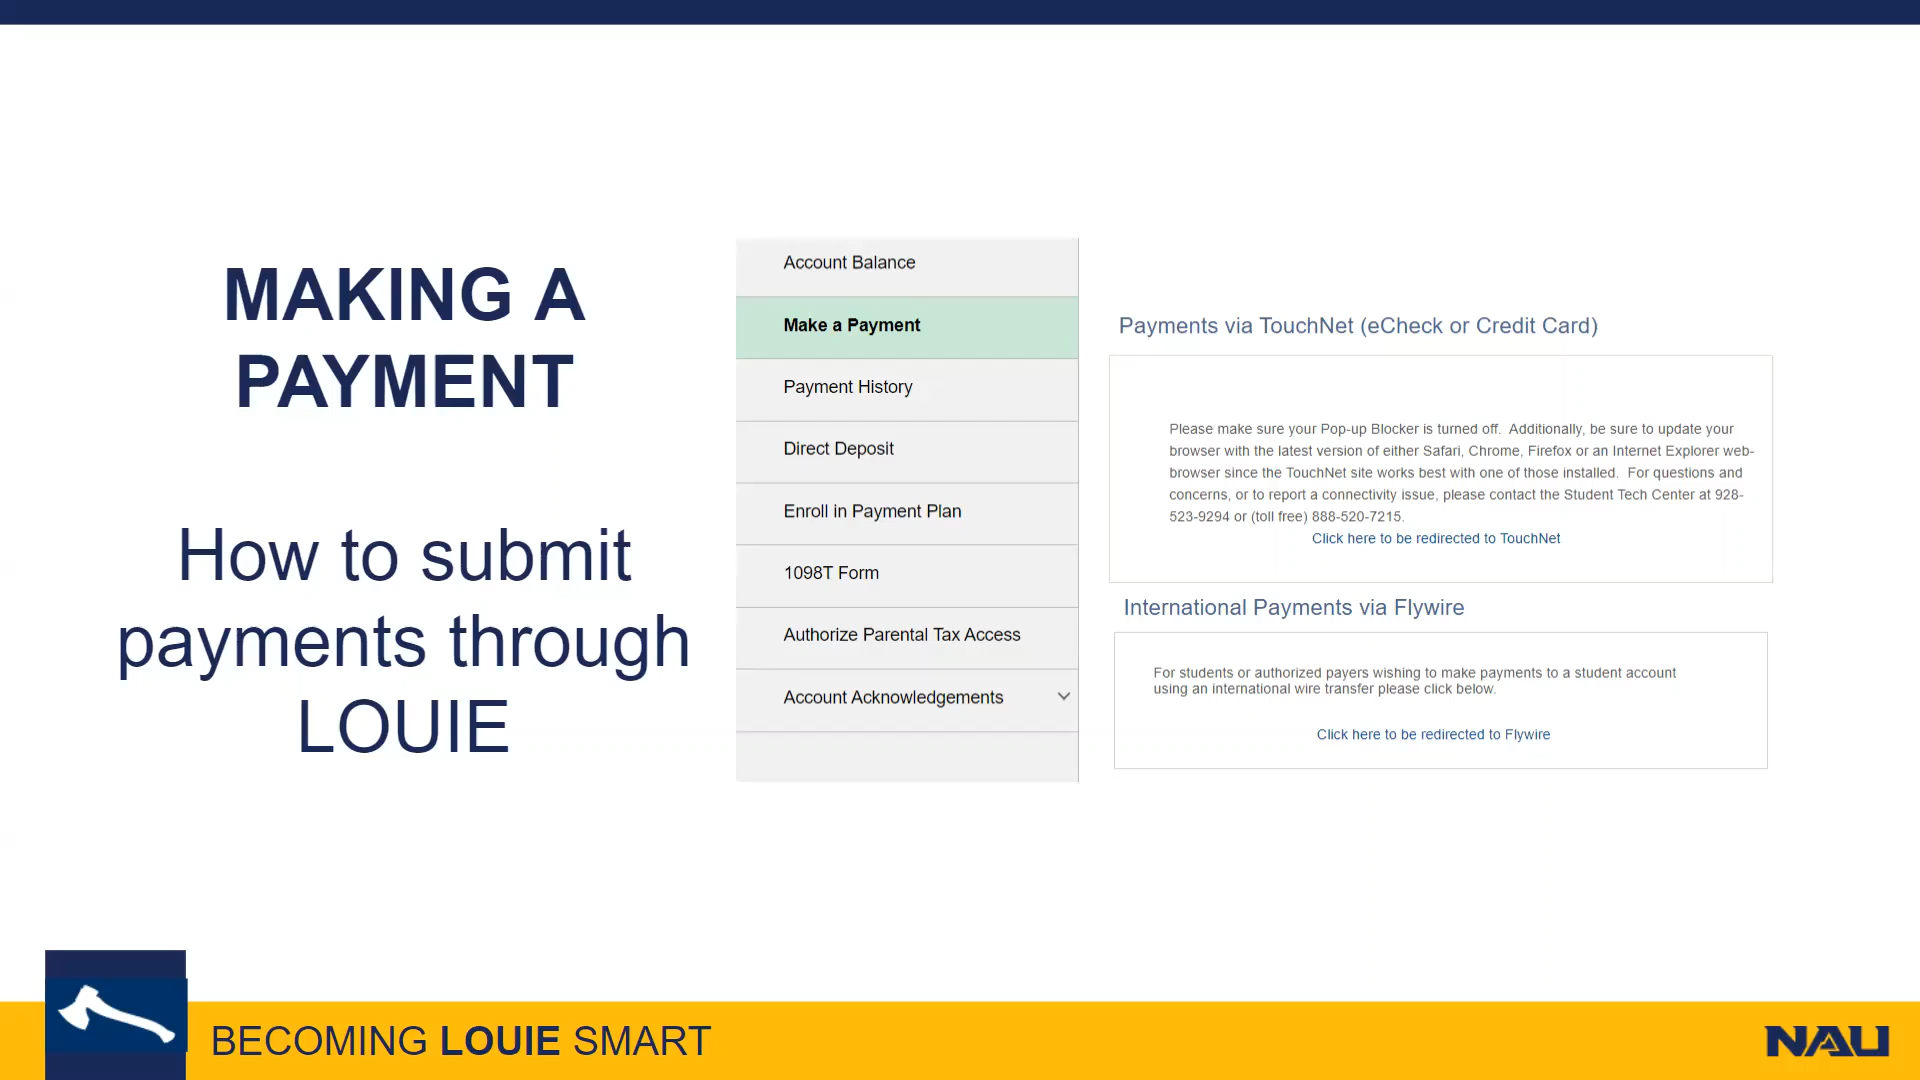 MAKING A
PAYMENT
How to submit
payments through
LOUIE
Account Balance
Make a Payment
Payment History
Direct Deposit
Enroll in Payment Plan
1098T Form
Authorize Parental Tax Access
Account Acknowledgements
Payments via TouchNet (eCheck or Credit Card)
Please make sure your Pop-up Blocker is turned off.  Additionally, be sure to update your
browser with the latest version of either Safari, Chrome, Firefox or an Internet Explorer web-
browser since the TouchNet site works best with one of those installed.  For questions and
concerns, or to report a connectivity issue, please contact the Student Tech Center at 928-
523-9294 or (toll free) 888-520-7215.
Click here to be redirected to TouchNet
International Payments via Flywire
For students or authorized payers wishing to make payments to a student account
using an international wire transfer please click below.
Click here to be redirected to Flywire
BECOMING LOUIE SMART
NAU